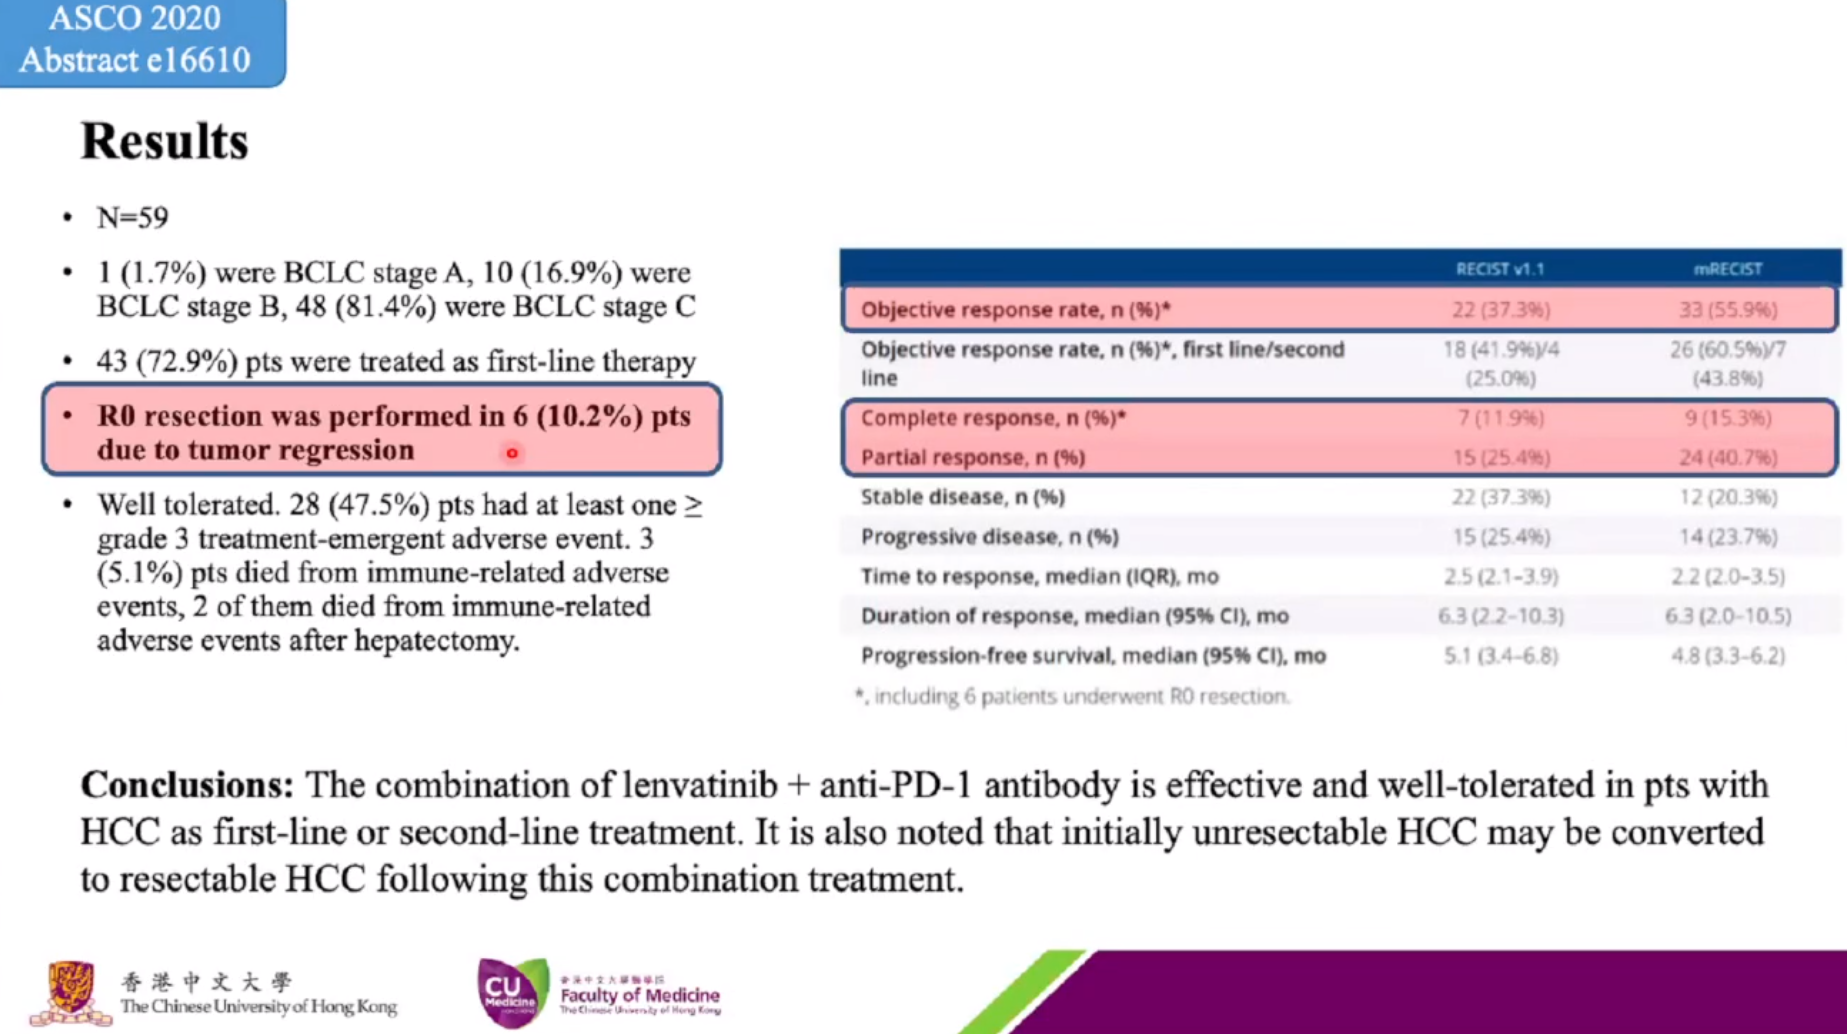 ASCO 2020
Abstract e16610
Results
• N=59
• 1 (1.7%) were BCLC stage A, 10 (16.9%) were
BCLC stage B, 48 (81.4%) were BCLC stage C
• 43 (72.9%) pts were treated as first-line therapy
• R0 resection was performed in 6 (10.2%) pts
due to tumor regression
• Well tolerated. 28 (47.5%) pts had at least one ≥
grade 3 treatment-emergent adverse event. 3
(5.1%) pts died from immune-related adverse
events, 2 of them died from immune-related
adverse events after hepatectomy.
RECIST v1.1 mRECIST
Objective response rate, n (%)* 22 (37.3%) 33 (55.9%)
Objective response rate, n (%)*, first line/second 18 (41.9%)/4 26 (60.5%)/7
line (25.0%) (43.8%)
Complete response, n (%)* 7 (11.9%) 9 (15.3%)
Partial response, n (%) 15 (25.4%) 24 (40.7%)
Stable disease, n (%) 22 (37.3%) 12 (20.3%)
Progressive disease, n (%) 15 (25.4%) 14 (23.7%)
Time to response, median (IQR), mo 2.5 (2.1–3.9) 2.2 (2.0–3.5)
Duration of response, median (95% CI), mo 6.3 (2.2–10.3) 6.3 (2.0–10.5)
Progression-free survival, median (95% CI), mo 5.1 (3.4–6.8) 4.8 (3.3–6.2)
*, including 6 patients underwent R0 resection.
Conclusions: The combination of lenvatinib + anti-PD-1 antibody is effective and well-tolerated in pts with
HCC as first-line or second-line treatment. It is also noted that initially unresectable HCC may be converted
to resectable HCC following this combination treatment.
香港中文大學
The Chinese University of Hong Kong
CU
Medicine
HONG KONG
香港中文大學醫學院
Faculty of Medicine
The Chinese University of Hong Kong